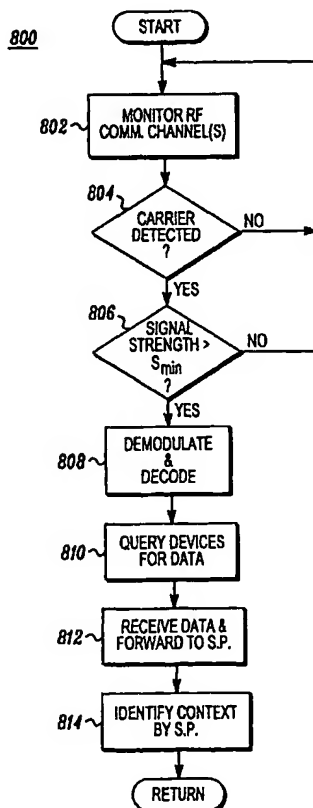 800
START
802
MONITOR RF
COMM. CHANNEL(S)
804
CARRIER
DETECTED
?
NO
YES
806
SIGNAL
STRENGTH >
Smin
?
NO
YES
808
DEMODULATE
&
DECODE
810
QUERY DEVICES
FOR DATA
812
RECEIVE DATA &
FORWARD TO S.P.
814
IDENTIFY CONTEXT
BY S.P.
RETURN